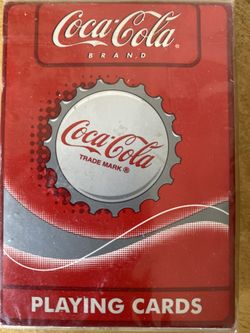 Coca-Cola®
BRAND
Coca-Cola
TRADE MARK ®
PLAYING CARDS